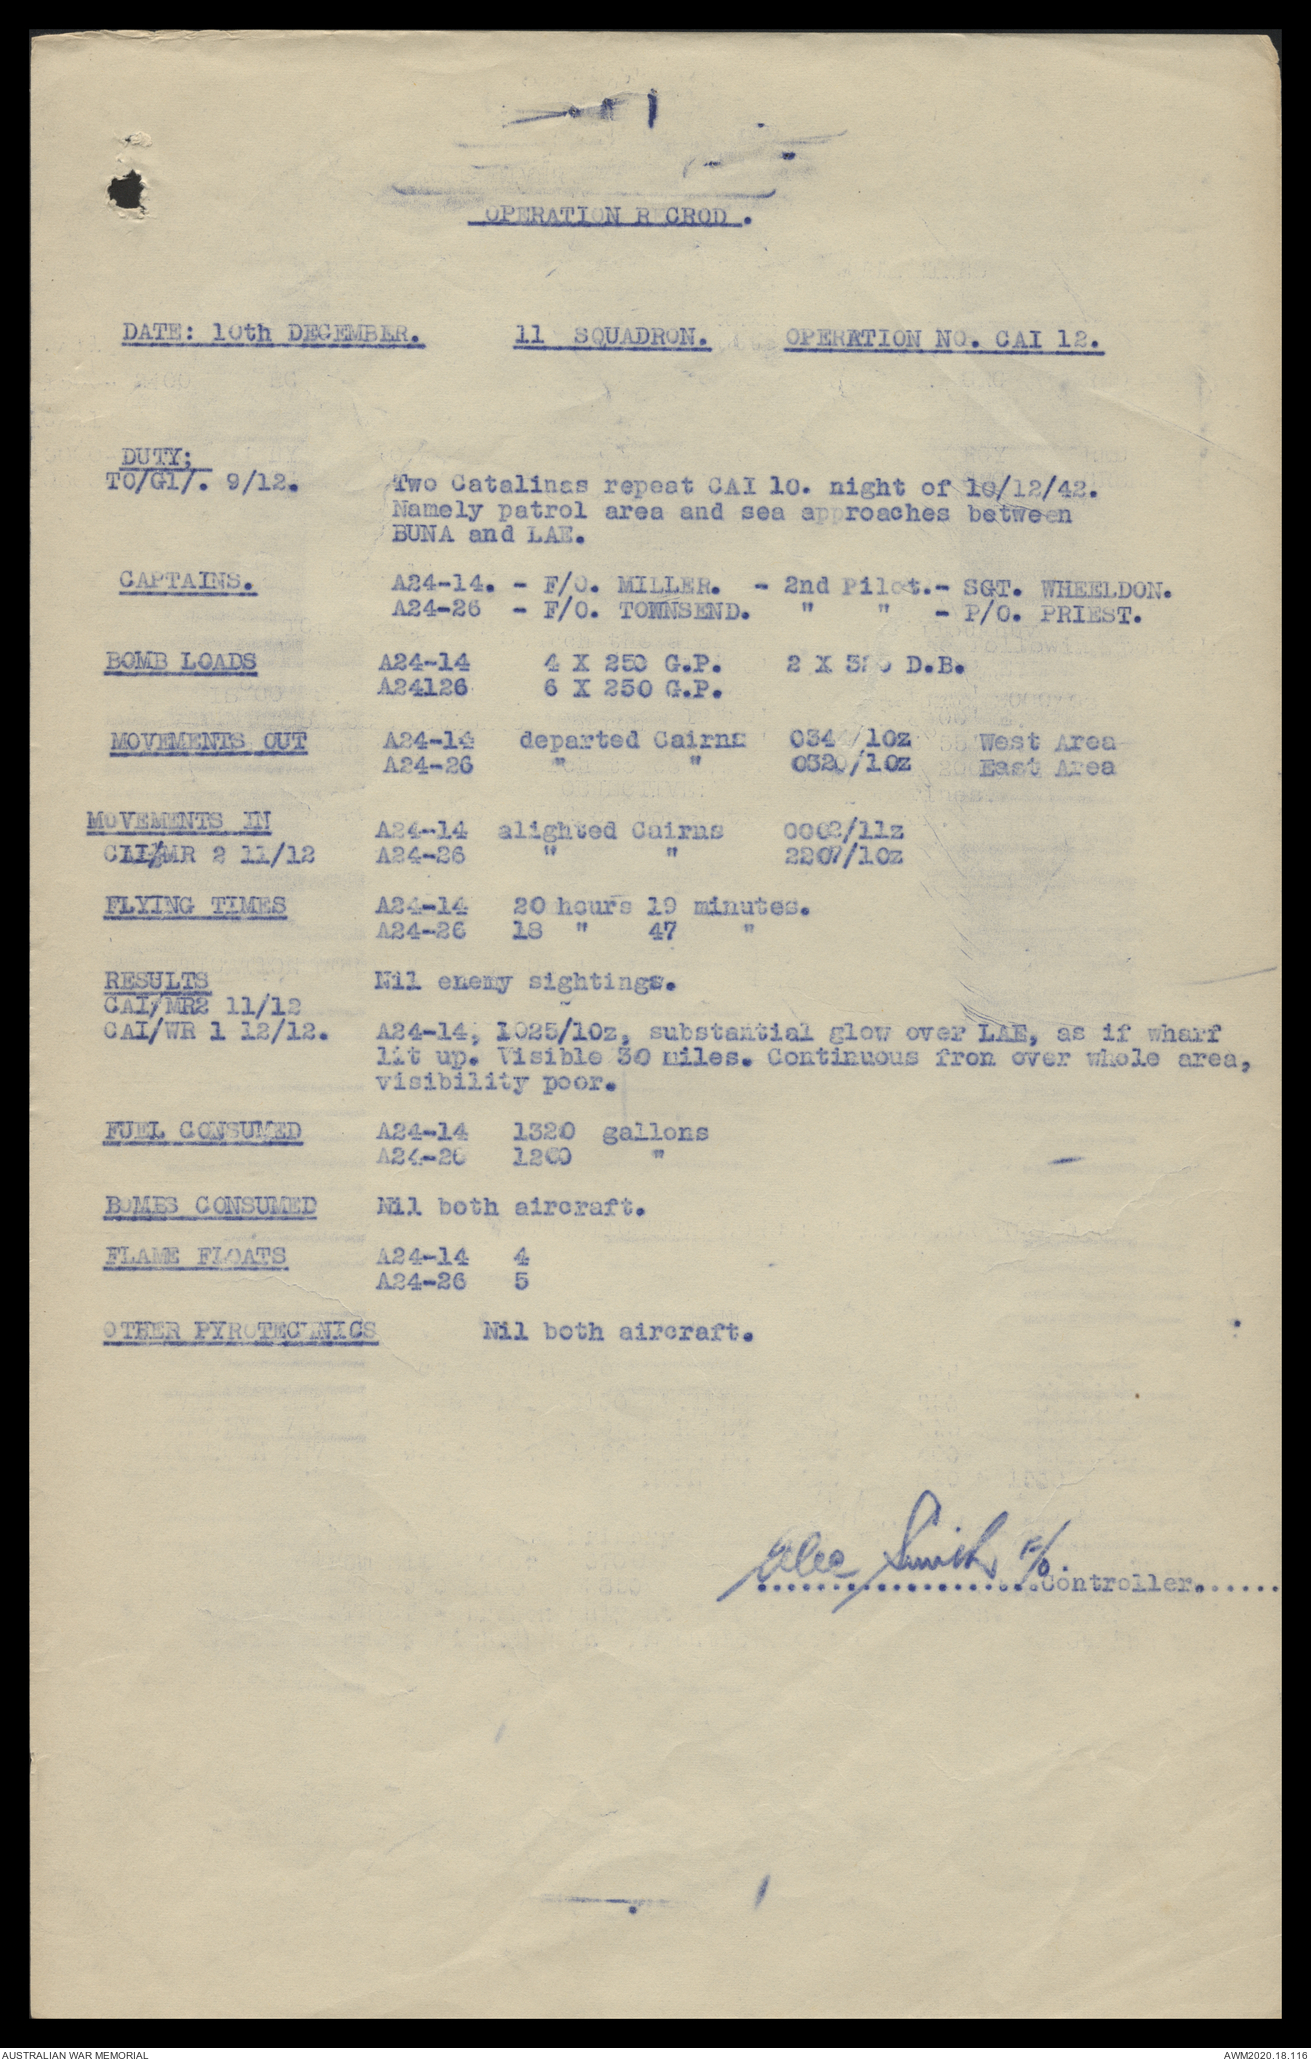 OPERATION RECROD .
DATE: 10th DECEMBER. 11 SQUADRON. OPERATION NO. CAI 12.
DUTY;
TO/G1/. 9/12. Two Catalinas repeat CAI 10. night of 10/12/42.
Namely patrol area and sea approaches between
BUNA and LAE.
CAPTAINS. A24-14. - F/O. MILLER. - 2nd Pilot.- SGT. WHEELDON.
A24-26 - F/O. TOWNSEND. " " - P/O. PRIEST.
BOMB LOADS A24-14 4 X 250 G.P. 2 X D.B.
A24126 6 X 250 G.P.
MOVEMENTS OUT A24-14 departed Cairns /10z West Area
A24-26 " " 0320/10z East Area
MOVEMENTS IN A24-14 alighted Cairns 0002/11z
CAI/MR 2 11/12 A24-26 " " 2207/10z
FLYING TIMES A24-14 20 hours 19 minutes.
A24-26 18 " 47 "
RESULTS Nil enemy sightings.
CAI/MR2 11/12
CAI/WR 1 12/12. A24-14, 1025/10z, substantial glow over LAE, as if wharf
lit up. Visible 30 miles. Continuous fron over whole area,
visibility poor.
FUEL CONSUMED A24-14 1320 gallons
A24-26 1260 "
BOMBS CONSUMED Nil both aircraft.
FLAME FLOATS A24-14 4
A24-26 5
OTHER PYROTECHNICS Nil both aircraft.
Alec Smith F/O.
....................Controller.......
AUSTRALIAN WAR MEMORIAL AWM2020.18.116